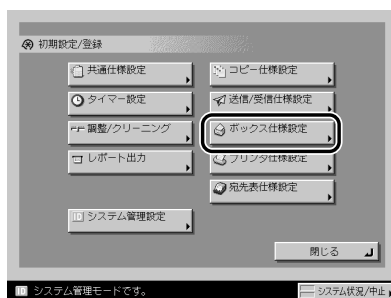 初期設定/登録
共通仕様設定
コピー仕様設定
タイマー設定
送信/受信仕様設定
調整/クリーニング
ボックス仕様設定
レポート出力
プリンタ仕様設定
宛先表仕様設定
システム管理設定
閉じる
ID システム管理モードです。
システム状況/中止